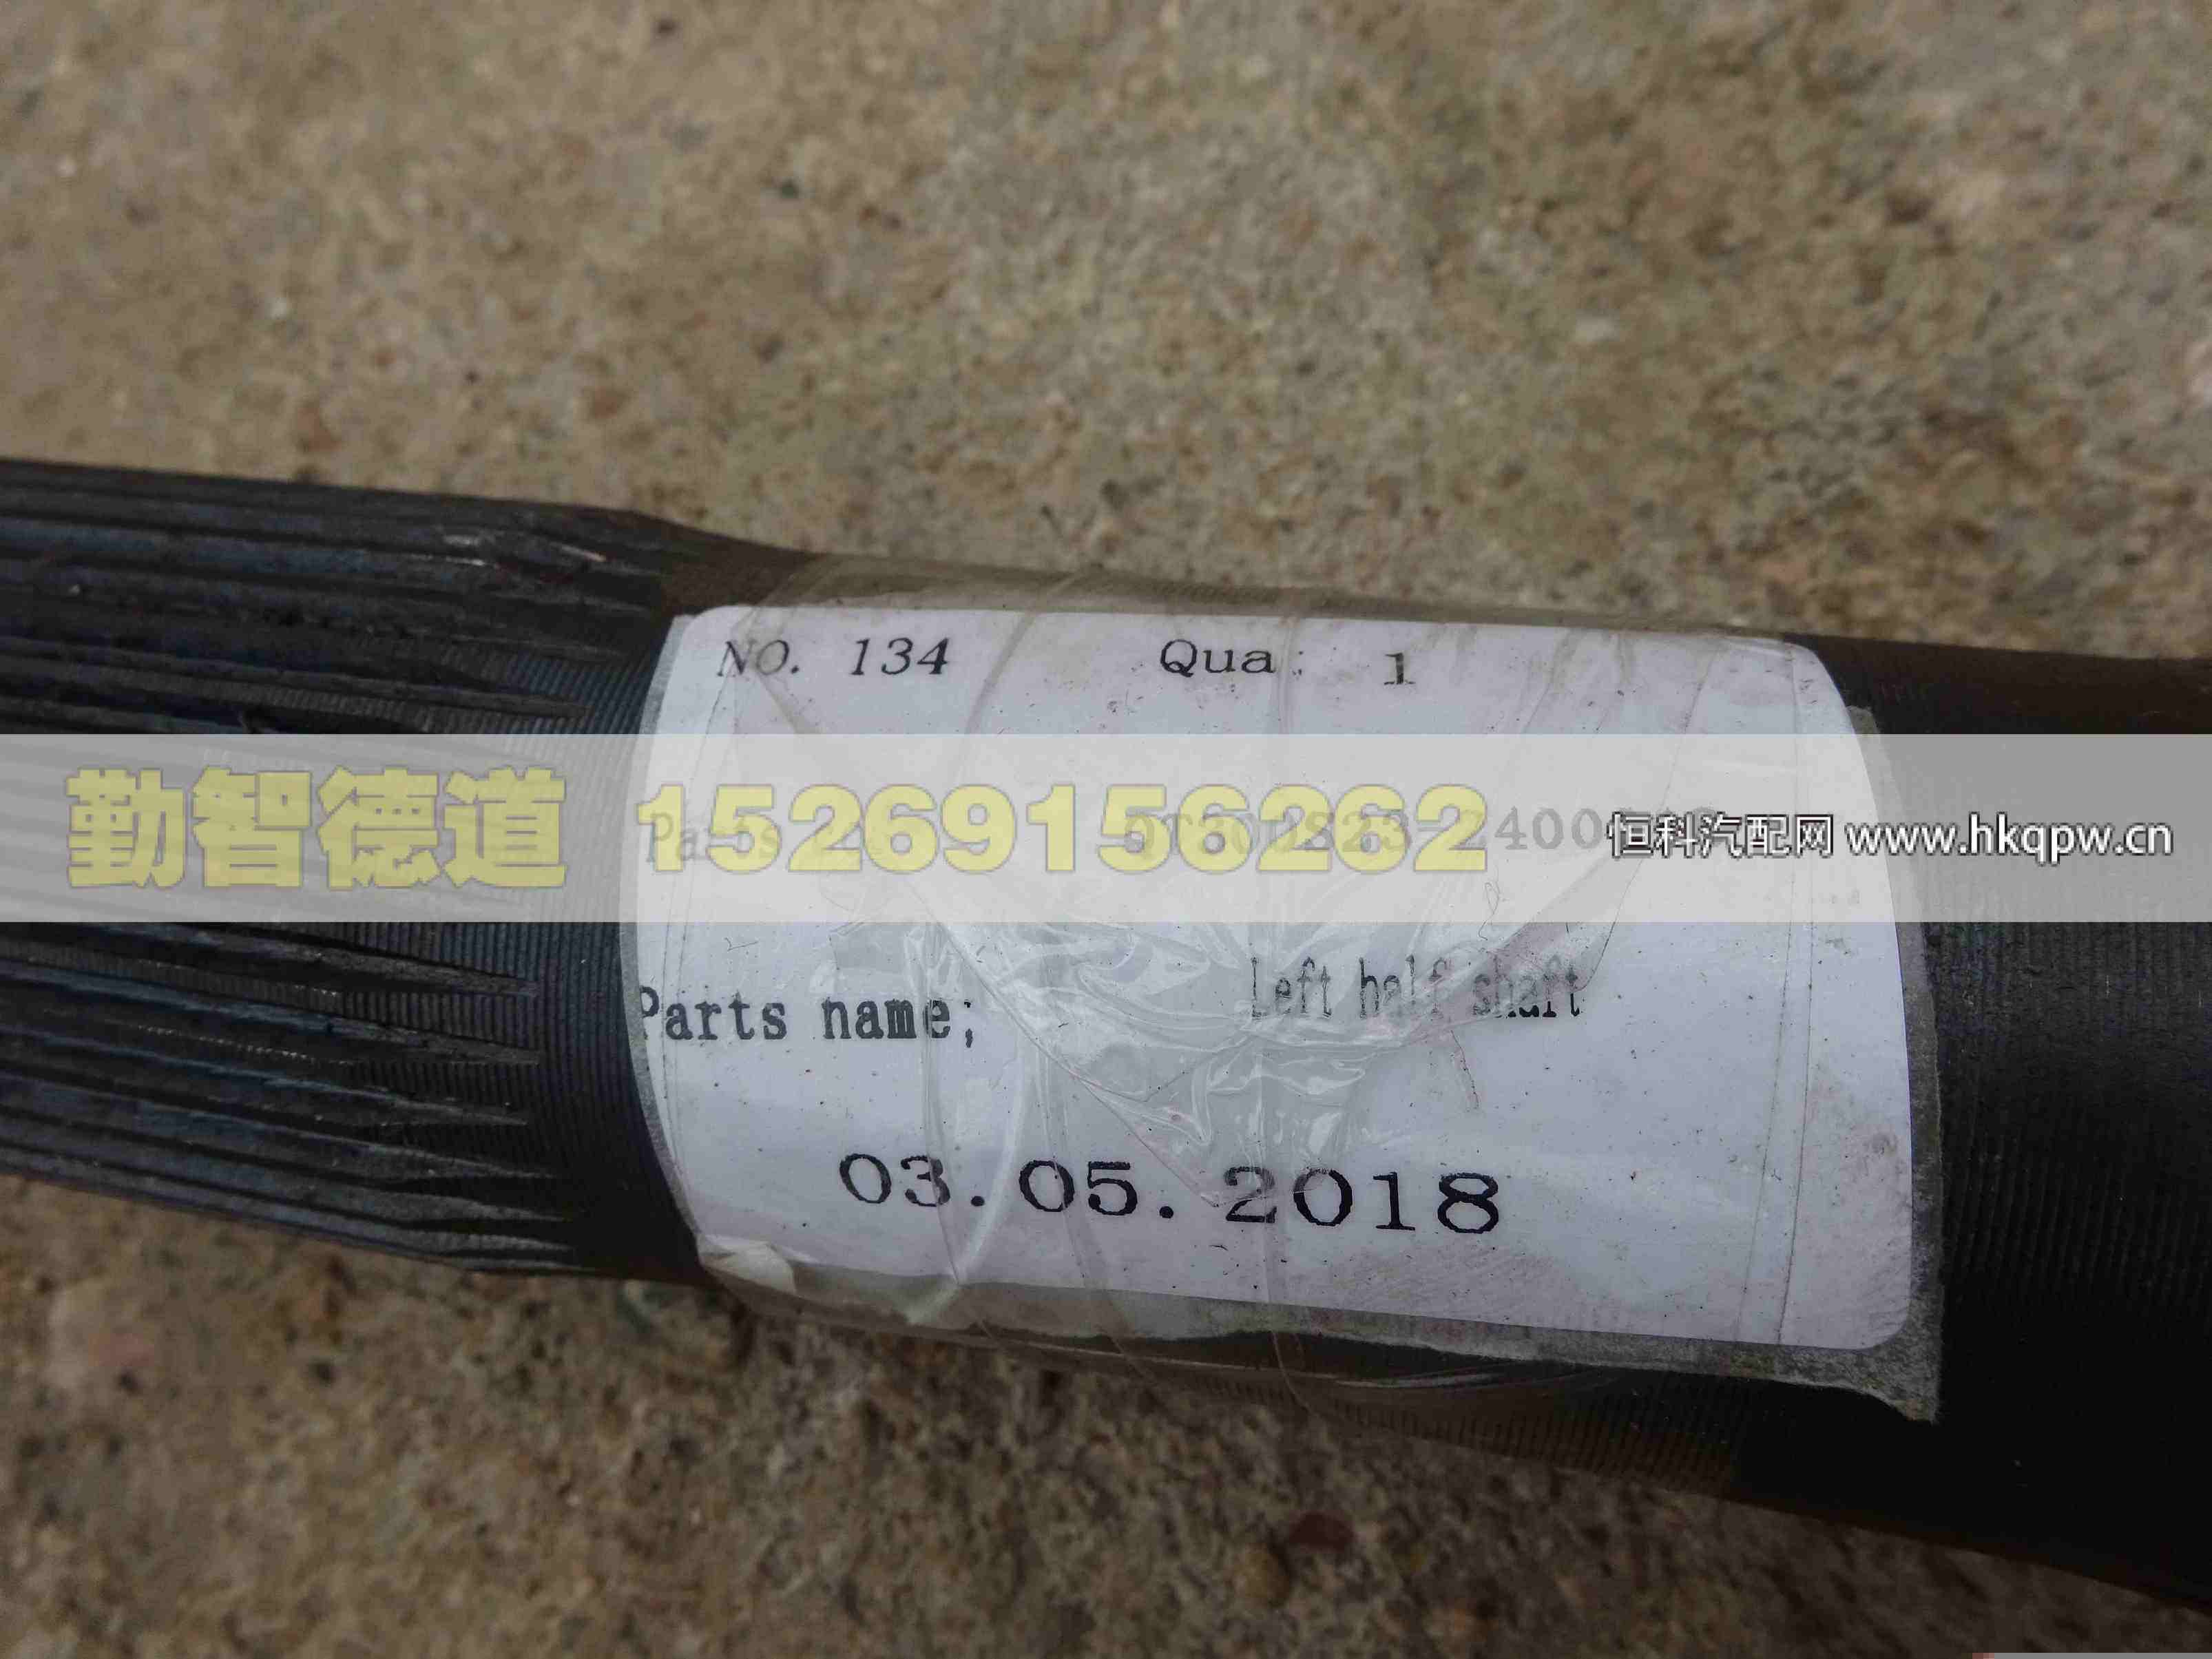 NO. 134 Qua: 1
勤智德道 15269156262 恒科汽配网 www.hkqpw.cn
Parts
Parts name; Left half shaft
03.05.2018